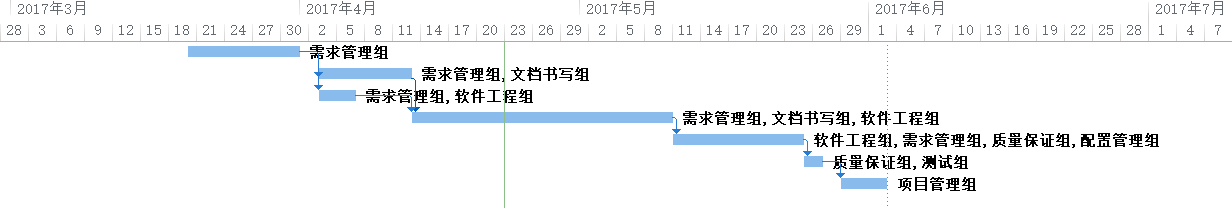 2017年3月 2017年4月 2017年5月 2017年6月 2017年7月
28 3 6 9 12 15 18 21 24 27 30 2 5 8 11 14 17 20 23 26 29 2 5 8 11 14 17 20 23 26 29 1 4 7 10 13 16 19 22 25 28 1 4 7
需求管理组
需求管理组, 文档书写组
需求管理组, 软件工程组
需求管理组, 文档书写组, 软件工程组
软件工程组, 需求管理组, 质量保证组, 配置管理组
质量保证组, 测试组
项目管理组